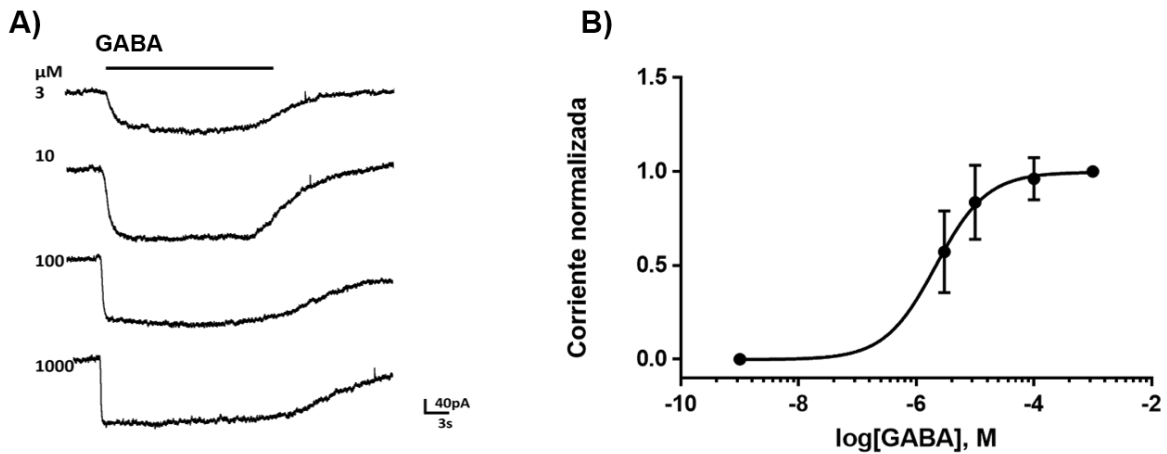 A)
GABA
μM
3
10
100
1000
40pA
3s
B)
Corriente normalizada
1.5
1.0
0.5
0.0
-10
-8
-6
-4
-2
log[GABA], M